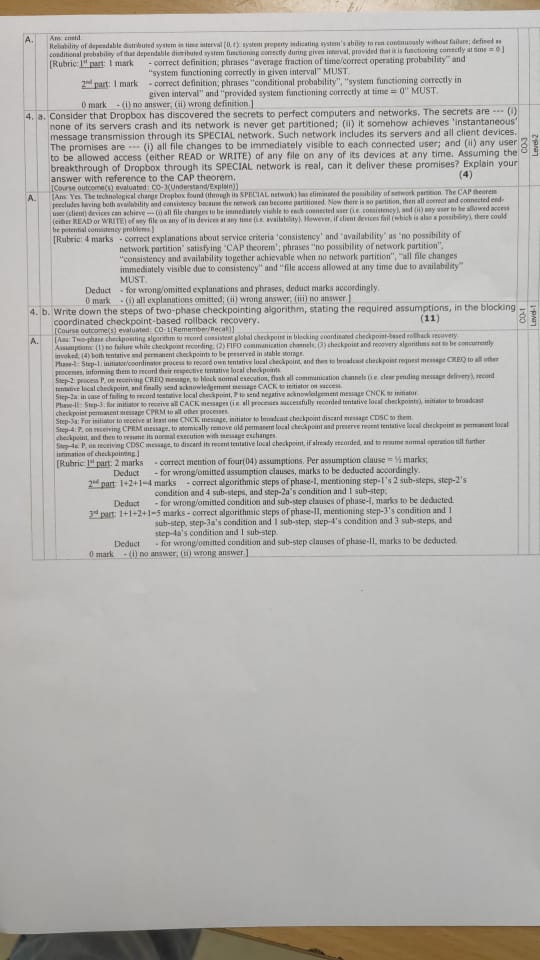 A. Ans. contd.
Reliability of dependable distributed system in time interval [0, t): system property indicating system's ability to run continuously without failure; defined as
conditional probability of that dependable distributed system functioning correctly during given interval, provided that it is functioning correctly at time = 0.]
[Rubric: 1st part: 1 mark - correct definition; phrases "average fraction of time/correct operating probability" and
"system functioning correctly in given interval" MUST.
2nd part: 1 mark - correct definition; phrases "conditional probability", "system functioning correctly in
given interval" and "provided system functioning correctly at time = 0" MUST.
0 mark - (i) no answer; (ii) wrong definition.]
4. a. Consider that Dropbox has discovered the secrets to perfect computers and networks. The secrets are --- (i)
none of its servers crash and its network is never get partitioned; (ii) it somehow achieves 'instantaneous'
message transmission through its SPECIAL network. Such network includes its servers and all client devices.
The promises are --- (i) all file changes to be immediately visible to each connected user; and (ii) any user
to be allowed access (either READ or WRITE) of any file on any of its devices at any time. Assuming the
breakthrough of Dropbox through its SPECIAL network is real, can it deliver these promises? Explain your
answer with reference to the CAP theorem. (4)
CO-3
Level-2
[Course outcome(s) evaluated: CO-3(Understand/Explain)]
A. [Ans: Yes. The technological change Dropbox found (through its SPECIAL network) has eliminated the possibility of network partition. The CAP theorem
precludes having both availability and consistency because the network can become partitioned. Now there is no partition, then all correct and connected end-
user (client) devices can achieve --- (i) all file changes to be immediately visible to each connected user (i.e. consistency), and (ii) any user to be allowed access
(either READ or WRITE) of any file on any of its devices at any time (i.e. availability). However, if client devices fail (which is also a possibility), there could
be potential consistency problems.]
[Rubric: 4 marks - correct explanations about service criteria 'consistency' and 'availability' as 'no possibility of
network partition' satisfying 'CAP theorem'; phrases "no possibility of network partition",
"consistency and availability together achievable when no network partition", "all file changes
immediately visible due to consistency" and "file access allowed at any time due to availability"
MUST.
Deduct - for wrong/omitted explanations and phrases, deduct marks accordingly.
0 mark - (i) all explanations omitted; (ii) wrong answer; (iii) no answer.]
4. b. Write down the steps of two-phase checkpointing algorithm, stating the required assumptions, in the blocking
coordinated checkpoint-based rollback recovery. (11)
CO-1
Level-1
[Course outcome(s) evaluated: CO-1(Remember/Recall)]
A. [Ans: Two-phase checkpointing algorithm to record consistent global checkpoint in blocking coordinated checkpoint-based rollback recovery.
Assumptions: (1) no failure while checkpoint recording; (2) FIFO communication channels; (3) checkpoint and recovery algorithms not to be concurrently
invoked; (4) both tentative and permanent checkpoints to be preserved in stable storage.
Phase-I: Step-1: initiator/coordinator process to record own tentative local checkpoint, and then to broadcast checkpoint request message CREQ to all other
processes, informing them to record their respective tentative local checkpoints.
Step-2: process P, on receiving CREQ message, to block normal execution, flush all communication channels (i.e. clear pending message delivery), record
tentative local checkpoint, and finally send acknowledgement message CACK to initiator on success.
Step-2a: in case of failing to record tentative local checkpoint, P to send negative acknowledgement message CNCK to initiator.
Phase-II: Step-3: for initiator to receive all CACK messages (i.e. all processes successfully recorded tentative local checkpoints), initiator to broadcast
checkpoint permanent message CPRM to all other processes.
Step-3a: For initiator to receive at least one CNCK message, initiator to broadcast checkpoint discard message CDSC to them.
Step-4: P, on receiving CPRM message, to atomically remove old permanent local checkpoint and preserve recent tentative local checkpoint as permanent local
checkpoint, and then to resume its normal execution with message exchanges.
Step-4a: P, on receiving CDSC message, to discard its recent tentative local checkpoint, if already recorded, and to resume normal operation till further
intimation of checkpointing.]
[Rubric: 1st part: 2 marks - correct mention of four(04) assumptions. Per assumption clause = ½ marks;
Deduct - for wrong/omitted assumption clauses, marks to be deducted accordingly.
2nd part: 1+2+1=4 marks - correct algorithmic steps of phase-I, mentioning step-1's 2 sub-steps, step-2's
condition and 4 sub-steps, and step-2a's condition and 1 sub-step;
Deduct - for wrong/omitted condition and sub-step clauses of phase-I, marks to be deducted.
3rd part: 1+1+2+1=5 marks - correct algorithmic steps of phase-II, mentioning step-3's condition and 1
sub-step, step-3a's condition and 1 sub-step, step-4's condition and 3 sub-steps, and
step-4a's condition and 1 sub-step.
Deduct - for wrong/omitted condition and sub-step clauses of phase-II, marks to be deducted.
0 mark - (i) no answer; (ii) wrong answer.]